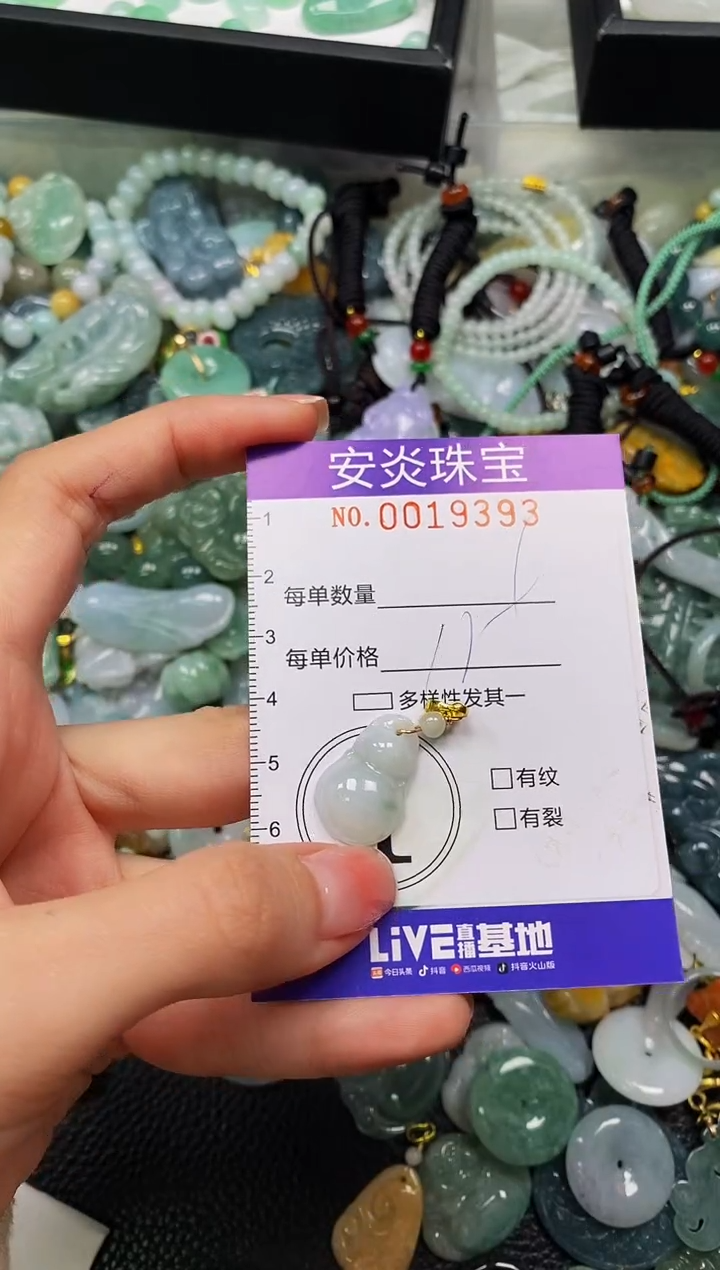 安炎珠宝
NO.0019393
1
2
每单数量
3
每单价格
4
多样性发其一
5
有纹
有裂
6
LiVE直播基地
今日头条 抖音 西瓜视频 抖音火山版